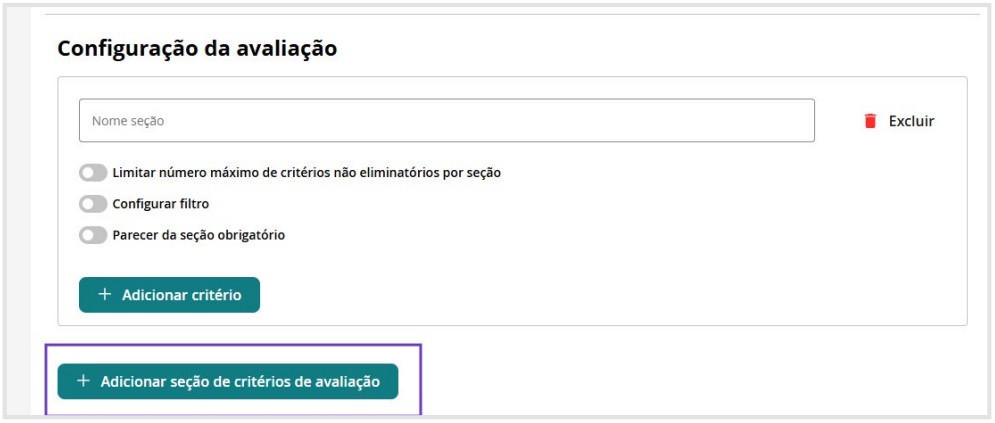 Configuração da avaliação
Nome seção
Excluir
Limitar número máximo de critérios não eliminatórios por seção
Configurar filtro
Parecer da seção obrigatório
+ Adicionar critério
+ Adicionar seção de critérios de avaliação